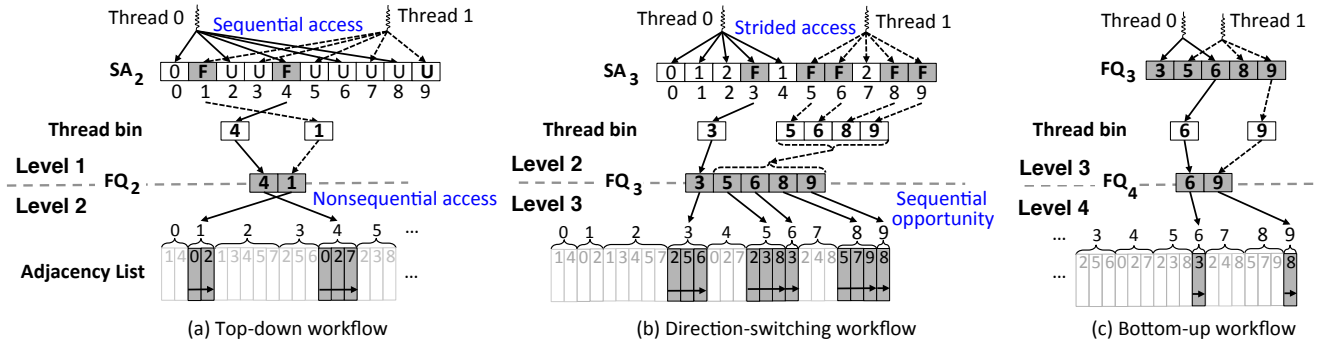 Thread 0 Thread 1
Sequential access
SA2 0 F U U F U U U U U
0 1 2 3 4 5 6 7 8 9
Thread bin 4 1
Level 1
FQ2 4 1
Level 2
Nonsequential access
0 1 2 3 4 5 ...
Adjacency List 1 4 0 2 1 3 4 5 7 2 5 6 0 2 7 2 3 8 ...
(a) Top-down workflow
Thread 0 Thread 1
Strided access
SA3 0 1 2 F 1 F F 2 F F
0 1 2 3 4 5 6 7 8 9
Thread bin 3 5 6 8 9
Level 2
FQ3 3 5 6 8 9
Level 3
Sequential
opportunity
0 1 2 3 4 5 6 7 8 9
1 4 0 2 1 3 4 5 7 2 5 6 0 2 7 2 3 8 3 2 4 8 5 7 9 8
(b) Direction-switching workflow
Thread 0 Thread 1
FQ3 3 5 6 8 9
Thread bin 6 9
Level 3
FQ4 6 9
Level 4
... 3 4 5 6 7 8 9
... 2 5 6 0 2 7 2 3 8 3 2 4 8 5 7 9 8
(c) Bottom-up workflow